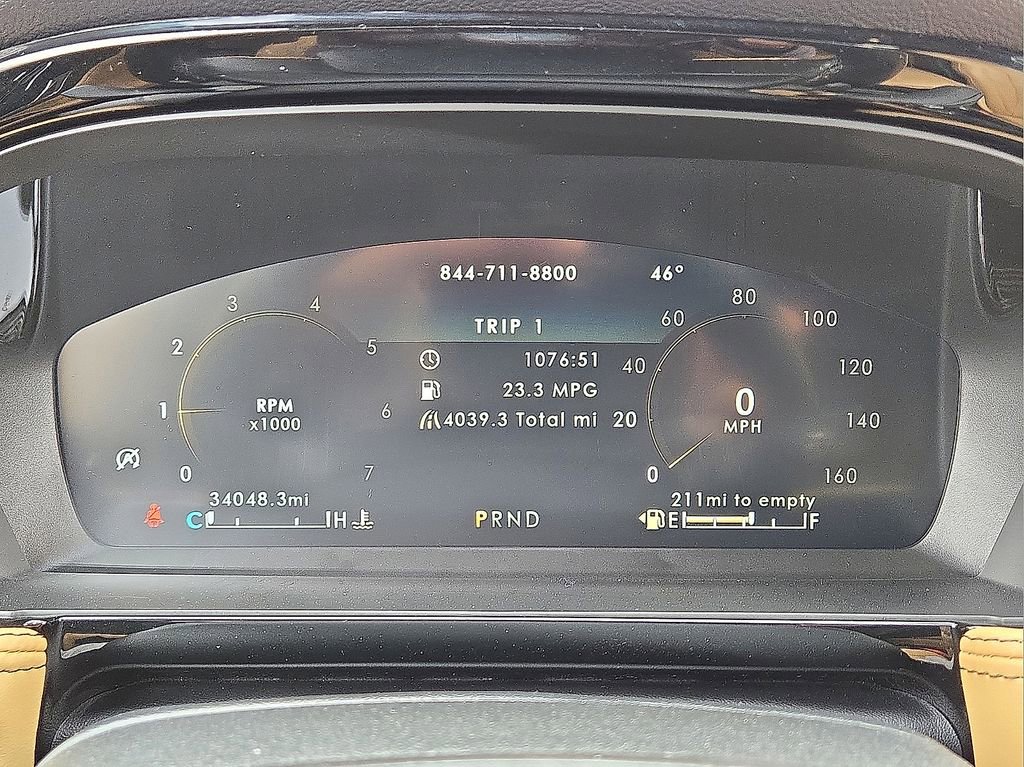 844-711-8800 46°
TRIP 1
1076:51
23.3 MPG
4039.3 Total mi
0 1 2 3 4 5 6 7
RPM
x1000
0 20 40 60 80 100 120 140 160
0
MPH
34048.3mi
C H
PRND
211mi to empty
E F